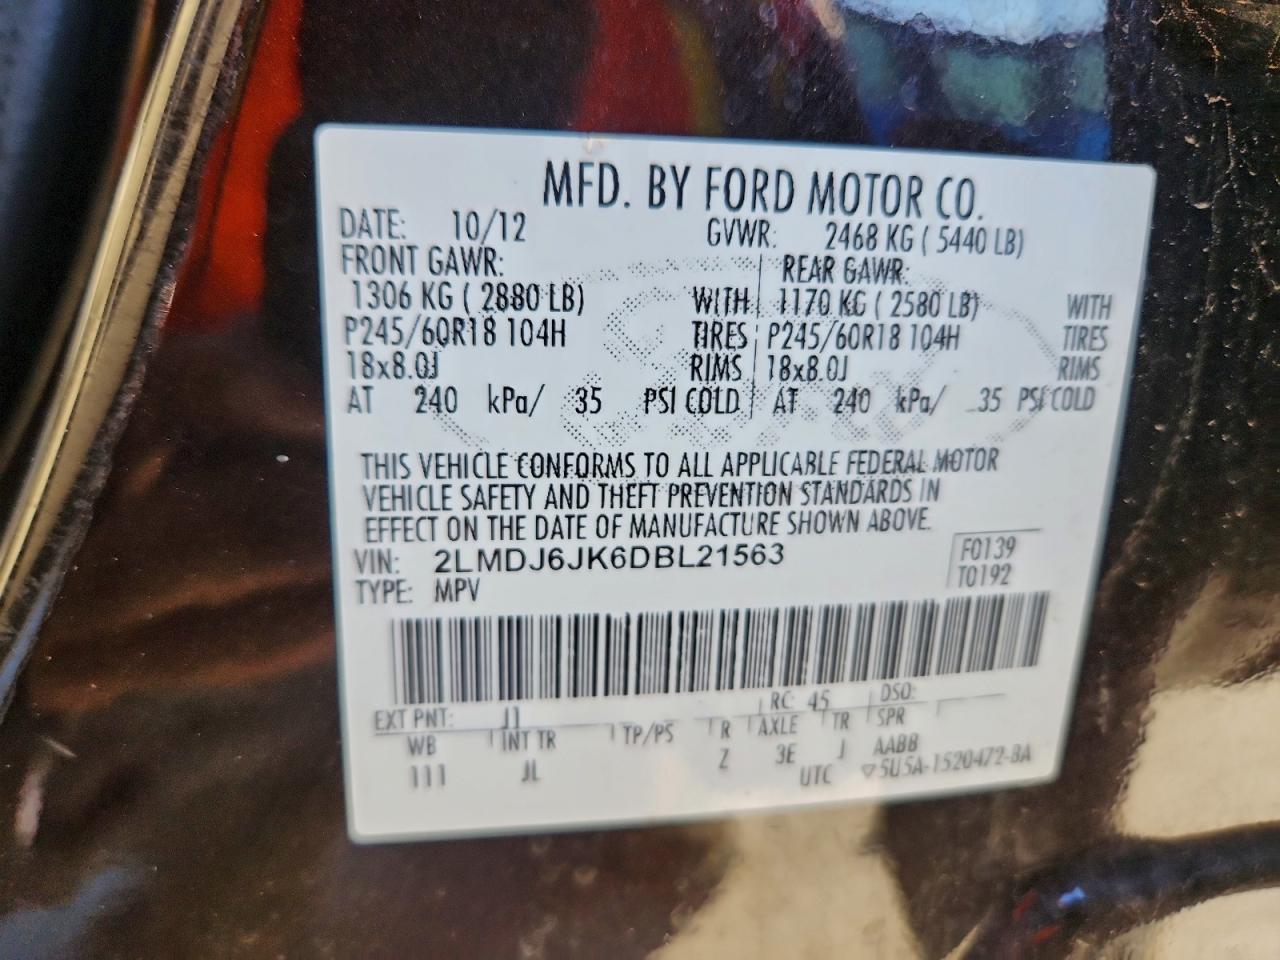 MFD. BY FORD MOTOR CO.
DATE: 10/12 GVWR: 2468 KG ( 5440 LB)
FRONT GAWR: REAR GAWR:
1306 KG ( 2880 LB) WITH 1170 KG ( 2580 LB) WITH
P245/60R18 104H TIRES P245/60R18 104H TIRES
18x8.0J RIMS 18x8.0J RIMS
AT 240 kPa/ 35 PSI COLD AT 240 kPa/ 35 PSI COLD
THIS VEHICLE CONFORMS TO ALL APPLICABLE FEDERAL MOTOR
VEHICLE SAFETY AND THEFT PREVENTION STANDARDS IN
EFFECT ON THE DATE OF MANUFACTURE SHOWN ABOVE.
VIN: 2LMDJ6JK6DBL21563 F0139
TYPE: MPV T0192
EXT PNT: J1 RC: 45 DSO:
WB INT TR TP/PS R AXLE TR SPR
111 JL Z 3E J AABB
UTC ▽5U5A-1520472-BA